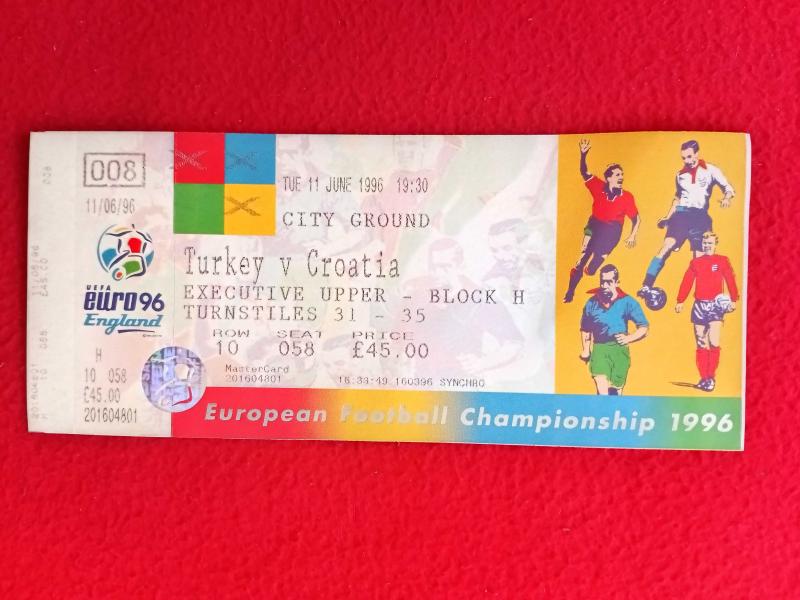 008
11/06/96
UEFA
euro96
England
H
10 058
£45.00
201604801
TUE 11 JUNE 1996 19:30
CITY GROUND
Turkey v Croatia
EXECUTIVE UPPER - BLOCK H
TURNSTILES 31 - 35
ROW SEAT PRICE
10 058 £45.00
MasterCard
201604801 16:38:49 160396 SYNCHRO
European Football Championship 1996